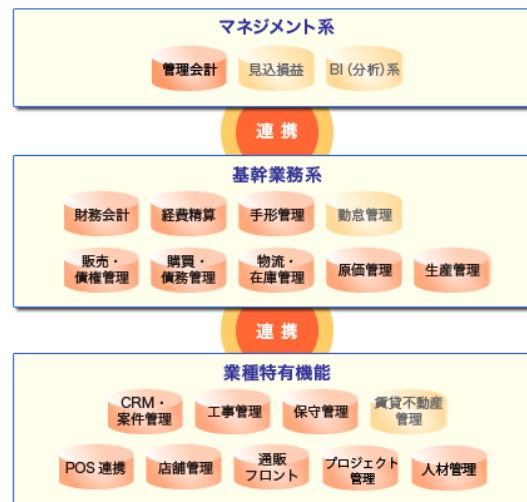 マネジメント系
管理会計
見込損益
BI（分析）系
連 携
基幹業務系
財務会計
経費精算
手形管理
勤怠管理
販売・
債権管理
購買・
債務管理
物流・
在庫管理
原価管理
生産管理
連 携
業種特有機能
CRM・
案件管理
工事管理
保守管理
賃貸不動産
管理
POS 連携
店舗管理
通販
フロント
プロジェクト
管理
人材管理